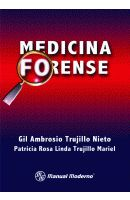 MEDICINA
FORENSE
Gil Ambrosio Trujillo Nieto
Patricia Rosa Linda Trujillo Mariel
Manual Moderno